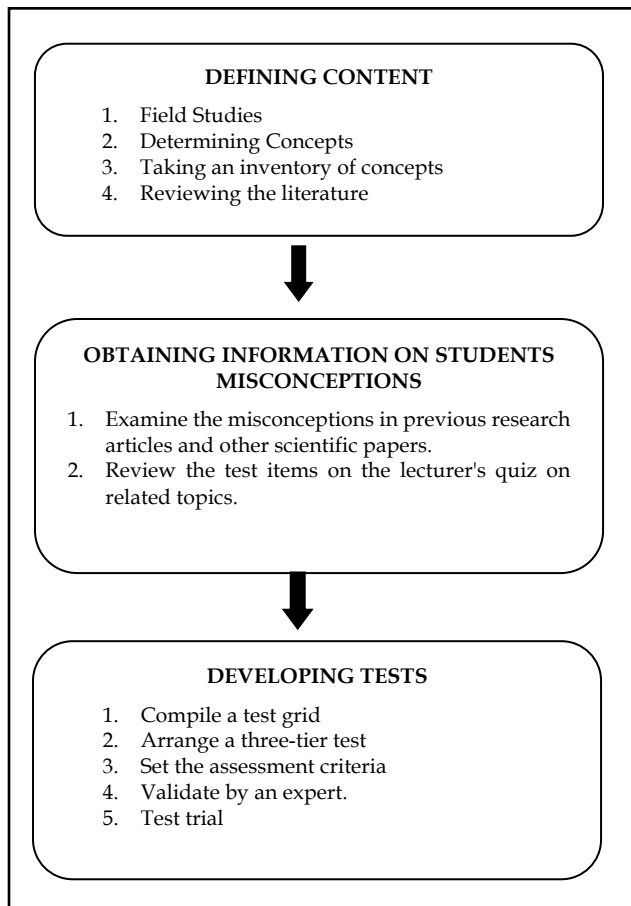 DEFINING CONTENT
1. Field Studies
2. Determining Concepts
3. Taking an inventory of concepts
4. Reviewing the literature
OBTAINING INFORMATION ON STUDENTS
MISCONCEPTIONS
1. Examine the misconceptions in previous research
articles and other scientific papers.
2. Review the test items on the lecturer's quiz on
related topics.
DEVELOPING TESTS
1. Compile a test grid
2. Arrange a three-tier test
3. Set the assessment criteria
4. Validate by an expert.
5. Test trial